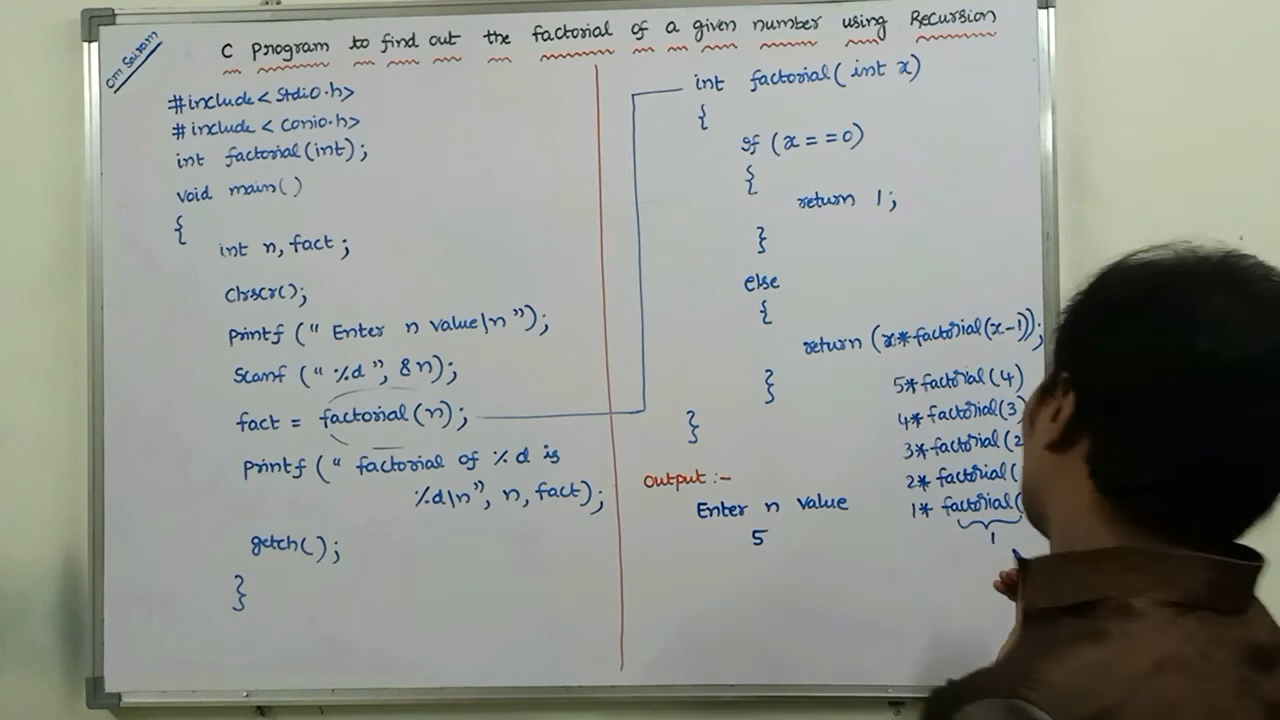 Om Sairam
C program to find out the factorial of a given number using Recursion
#include < Stdio.h>
#include < Conio.h>
int factorial(int);
void main()
{
int n, fact ;
clrscr();
printf (" Enter n value\n ");
Scanf (" %d ", &n);
fact = factorial(n);
printf (" factorial of %d is
%d\n", n, fact);
getch();
}
int factorial( int x)
{
if (x==0)
{
return 1;
}
else
{
return (x*factorial(x-1));
}
}
5*factorial(4)
4*factorial(3)
3*factorial(2
2* factorial(
1* factorial(
1
Output :-
Enter n value
5